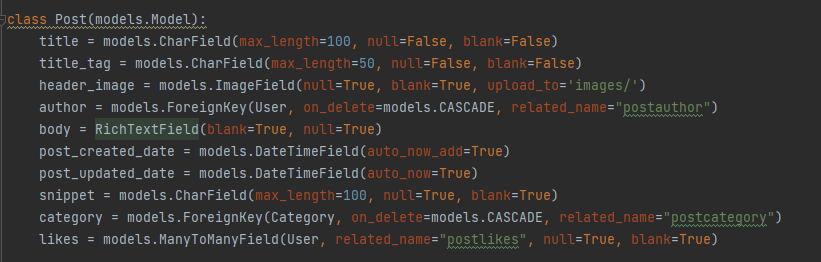 class Post(models.Model):
    title = models.CharField(max_length=100, null=False, blank=False)
    title_tag = models.CharField(max_length=50, null=False, blank=False)
    header_image = models.ImageField(null=True, blank=True, upload_to='images/')
    author = models.ForeignKey(User, on_delete=models.CASCADE, related_name="postauthor")
    body = RichTextField(blank=True, null=True)
    post_created_date = models.DateTimeField(auto_now_add=True)
    post_updated_date = models.DateTimeField(auto_now=True)
    snippet = models.CharField(max_length=100, null=True, blank=True)
    category = models.ForeignKey(Category, on_delete=models.CASCADE, related_name="postcategory")
    likes = models.ManyToManyField(User, related_name="postlikes", null=True, blank=True)